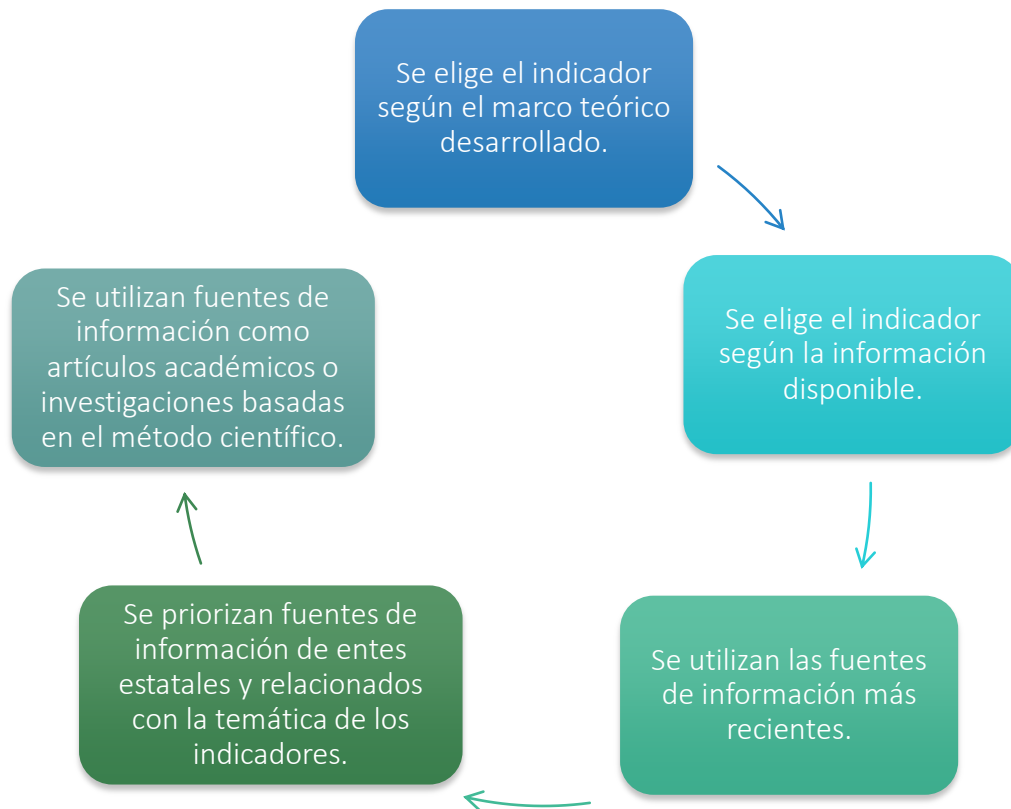 Se elige el indicador
según el marco teórico
desarrollado.
Se elige el indicador
según la información
disponible.
Se utilizan las fuentes
de información más
recientes.
Se priorizan fuentes de
información de entes
estatales y relacionados
con la temática de los
indicadores.
Se utilizan fuentes de
información como
artículos académicos o
investigaciones basadas
en el método científico.